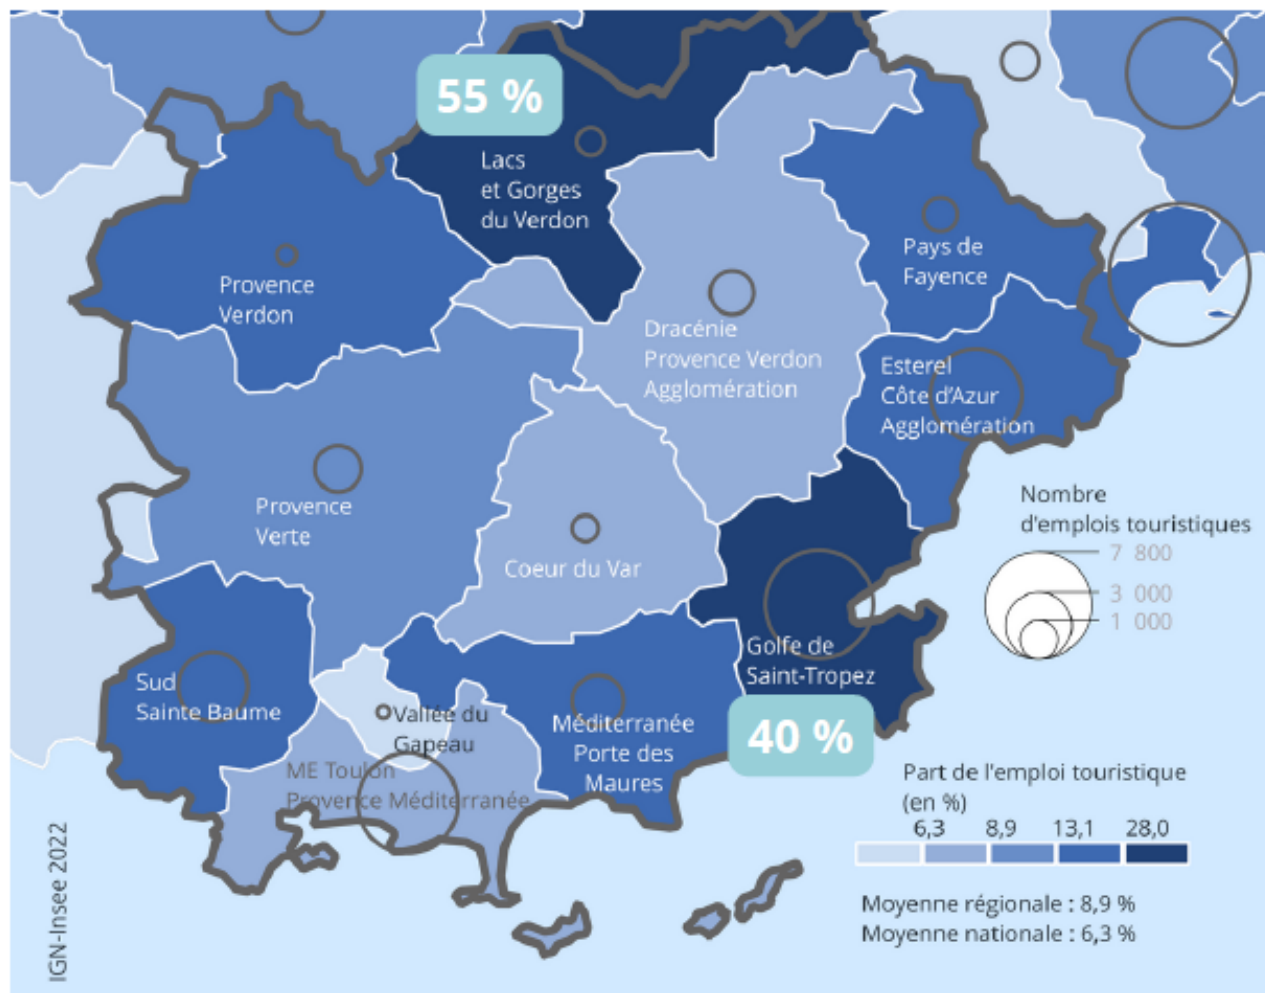 55 %
Lacs
et Gorges
du Verdon
Pays de
Fayence
Provence
Verdon
Dracénie
Provence Verdon
Agglomération
Esterel
Côte d'Azur
Agglomération
Provence
Verte
Coeur du Var
Nombre
d'emplois touristiques
7 800
3 000
1 000
Golfe de
Saint-Tropez
40 %
Sud
Sainte Baume
Vallée du
Gapeau
Méditerranée
Porte des
Maures
ME Toulon
Provence Méditerranée
Part de l'emploi touristique
(en %)
6,3 8,9 13,1 28,0
Moyenne régionale : 8,9 %
Moyenne nationale : 6,3 %
IGN-Insee 2022